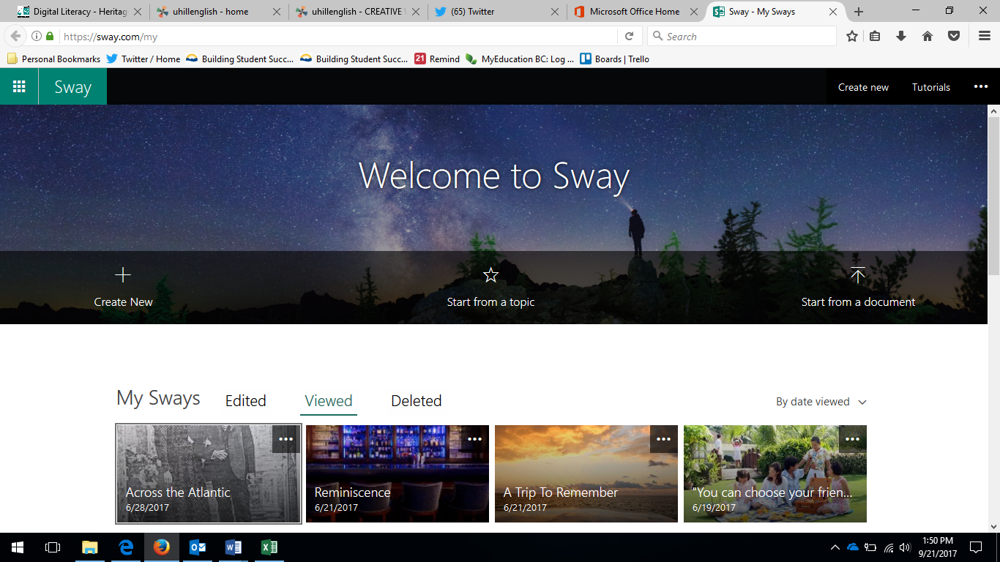 Digital Literacy - Heritag
uhillenglish - home
uhillenglish - CREATIVE
(65) Twitter
Microsoft Office Home
Sway - My Sways
https://sway.com/my
Search
Personal Bookmarks
Twitter / Home
Building Student Succ...
Building Student Succ...
21 Remind
MyEducation BC: Log ...
Boards | Trello
Sway
Create new
Tutorials
Welcome to Sway
Create New
Start from a topic
Start from a document
My Sways
Edited
Viewed
Deleted
By date viewed
Across the Atlantic
6/28/2017
Reminiscence
6/21/2017
A Trip To Remember
6/21/2017
"You can choose your frien...
6/19/2017
1:50 PM
9/21/2017